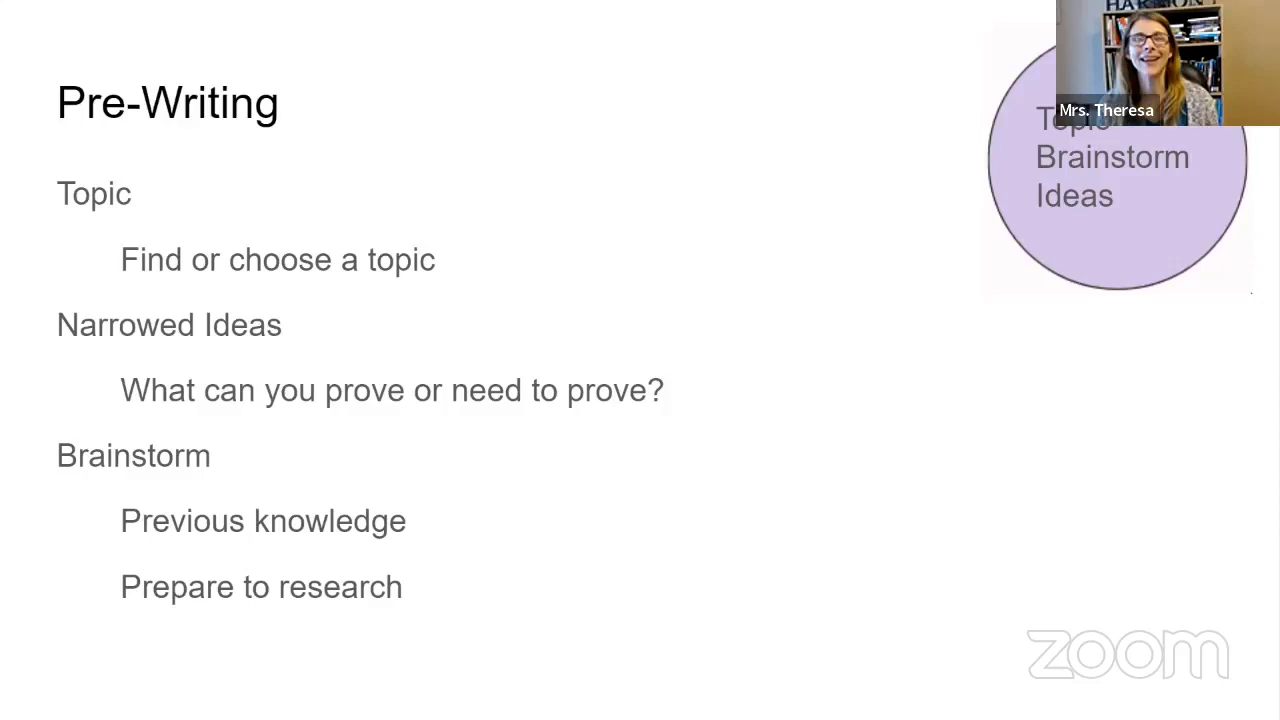 Pre-Writing
Topic
Find or choose a topic
Narrowed Ideas
What can you prove or need to prove?
Brainstorm
Previous knowledge
Prepare to research
Mrs. Theresa
Topic
Brainstorm
Ideas
zoom